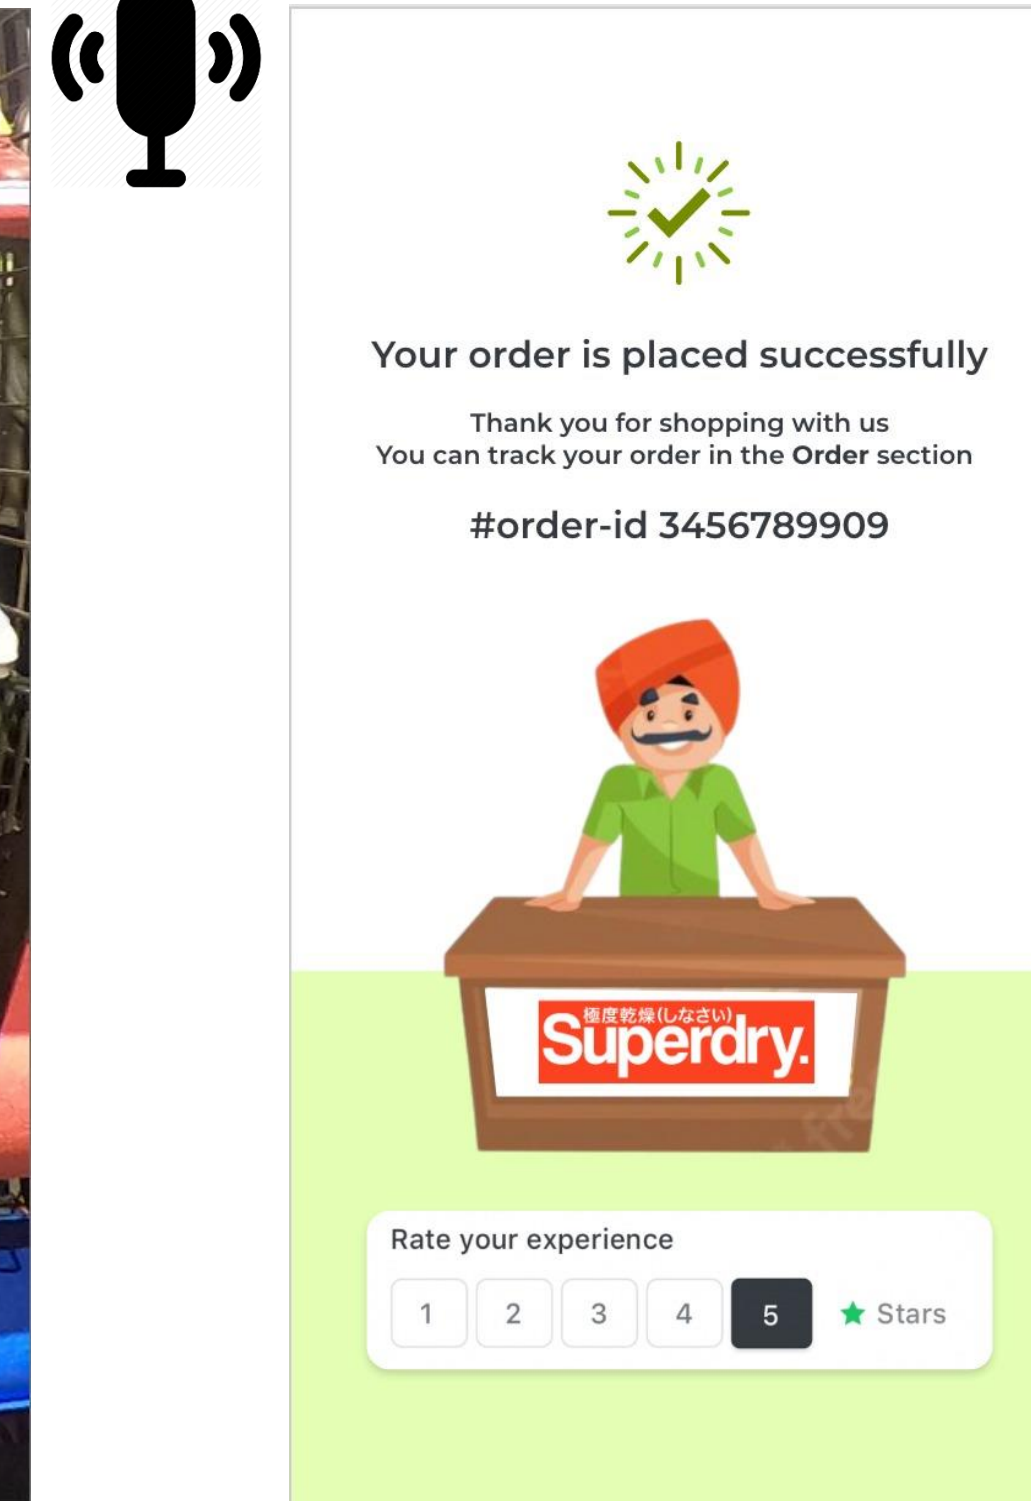 Your order is placed successfully
Thank you for shopping with us
You can track your order in the Order section
#order-id 3456789909
極度乾燥(しなさい)
Superdry.
Rate your experience
1 2 3 4 5 Stars